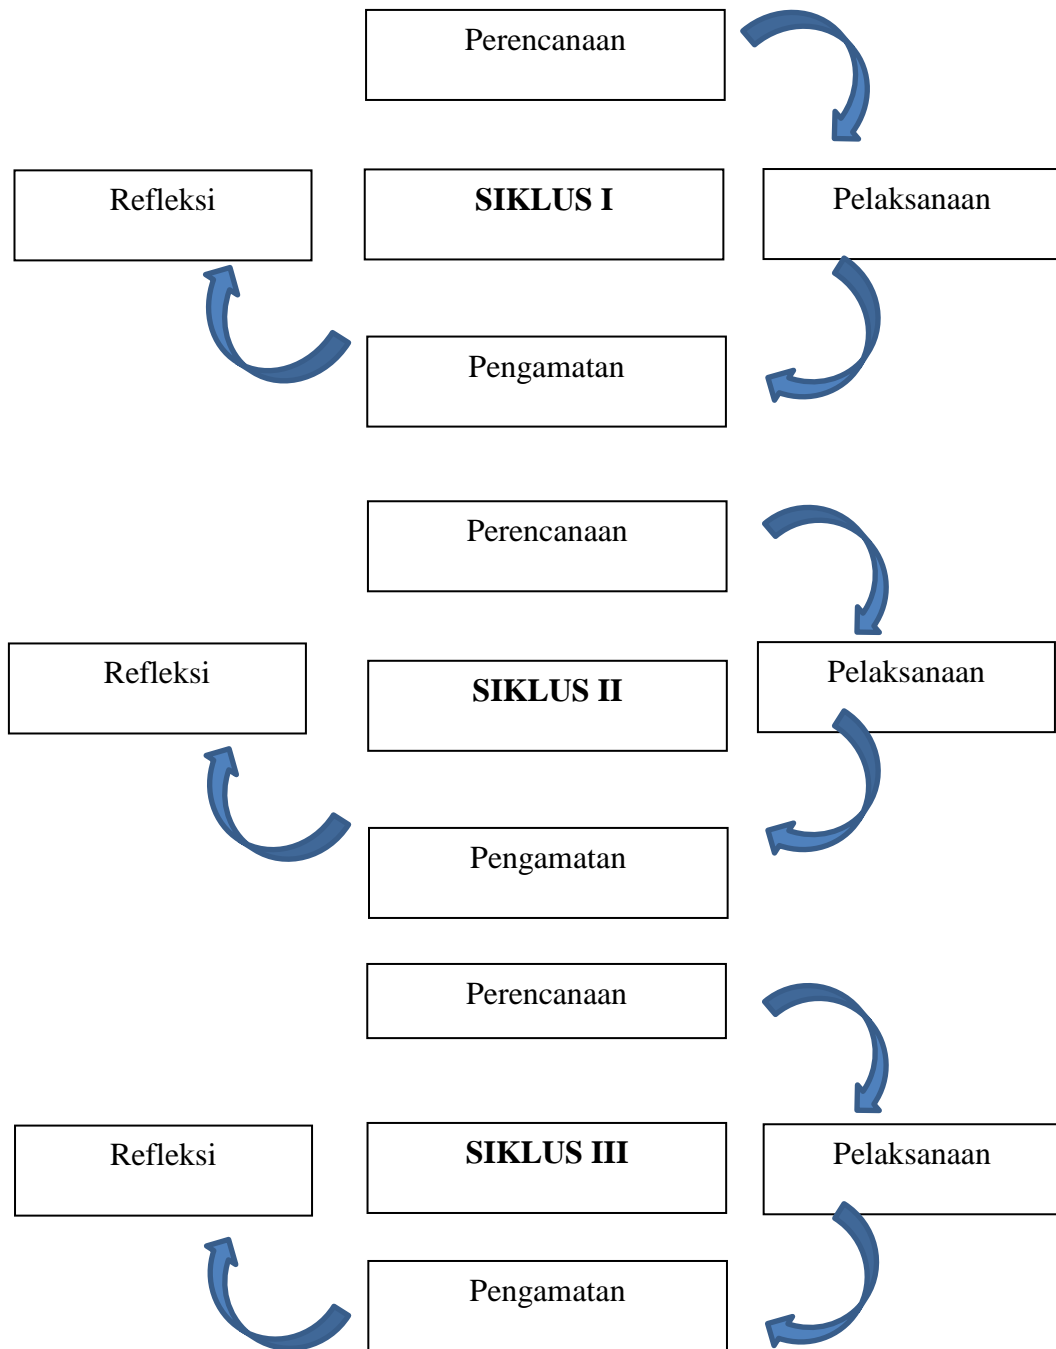 Perencanaan
Refleksi
SIKLUS I
Pelaksanaan
Pengamatan
Perencanaan
Refleksi
SIKLUS II
Pelaksanaan
Pengamatan
Perencanaan
Refleksi
SIKLUS III
Pelaksanaan
Pengamatan